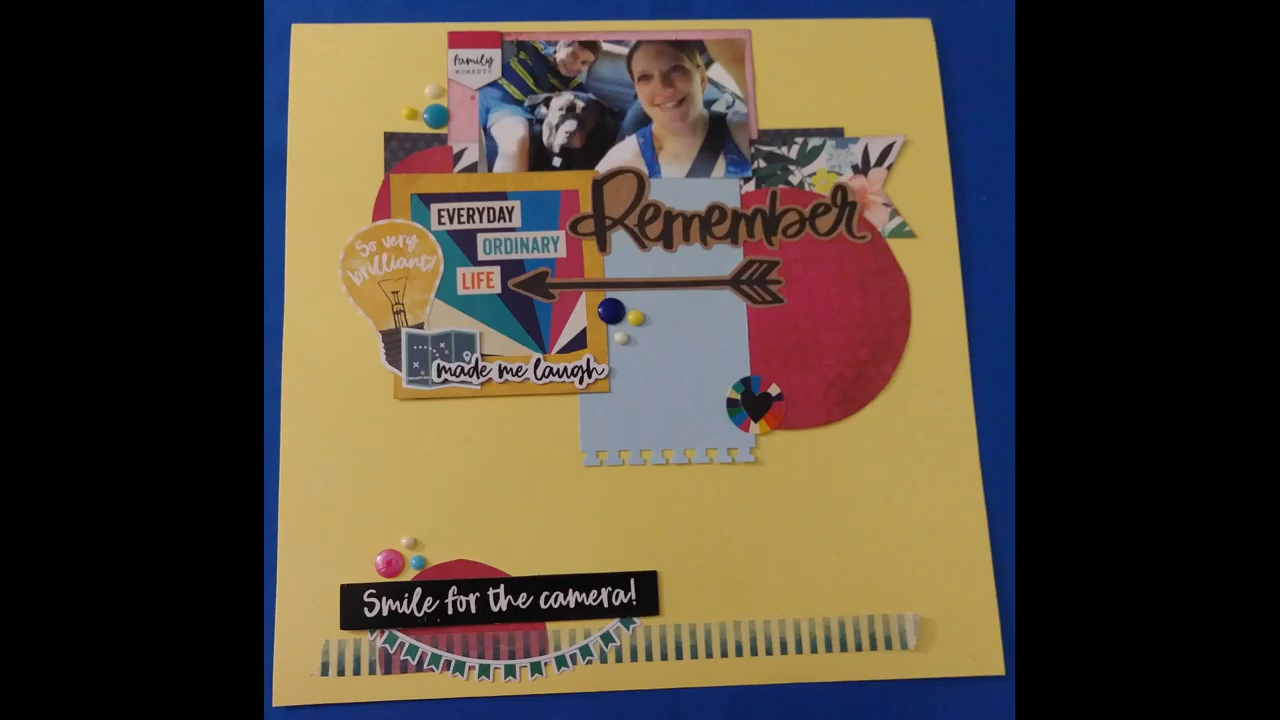 family
MOMENTS
Remember
EVERYDAY
ORDINARY
LIFE
So very
brilliant!
made me laugh
Smile for the camera!